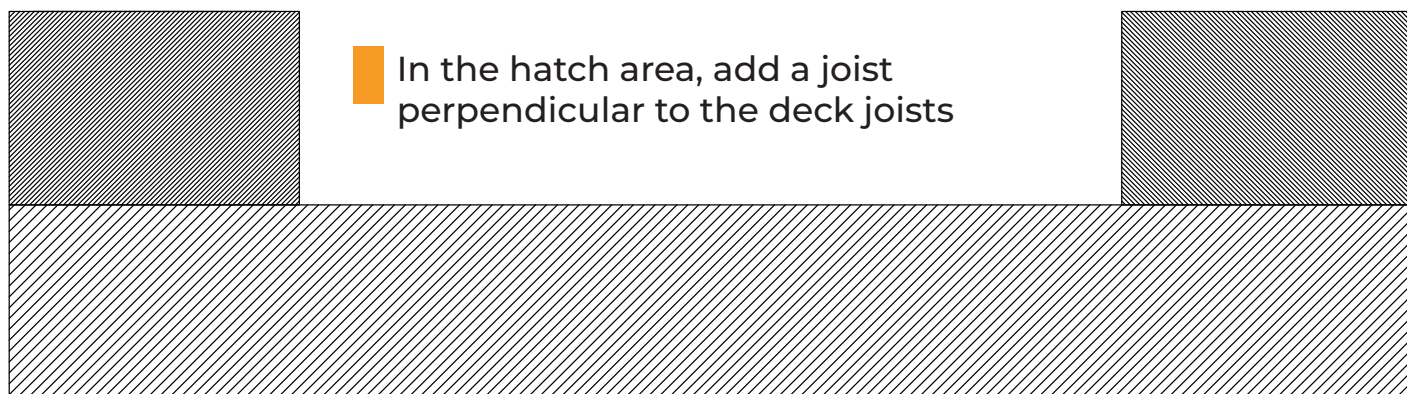 In the hatch area, add a joist
perpendicular to the deck joists